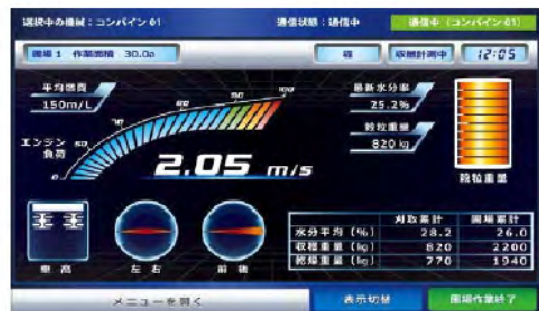 選択中の機械：コンバイン01
通信状態：通信中
通信中（コンバイン01）
圃場 1 作業面積 30.0a
収穫計測中
12:05
平均燃費
150m/L
最新水分率
25.2%
穀粒重量
820 kg
エンジン
負荷
2.05 m/s
穀粒重量
車高
左右
前後
刈取累計 圃場累計
水分平均（%） 28.2 26.0
収穫重量（kg） 820 2200
乾燥重量（kg） 770 1940
メニューを開く
表示切替
圃場作業終了